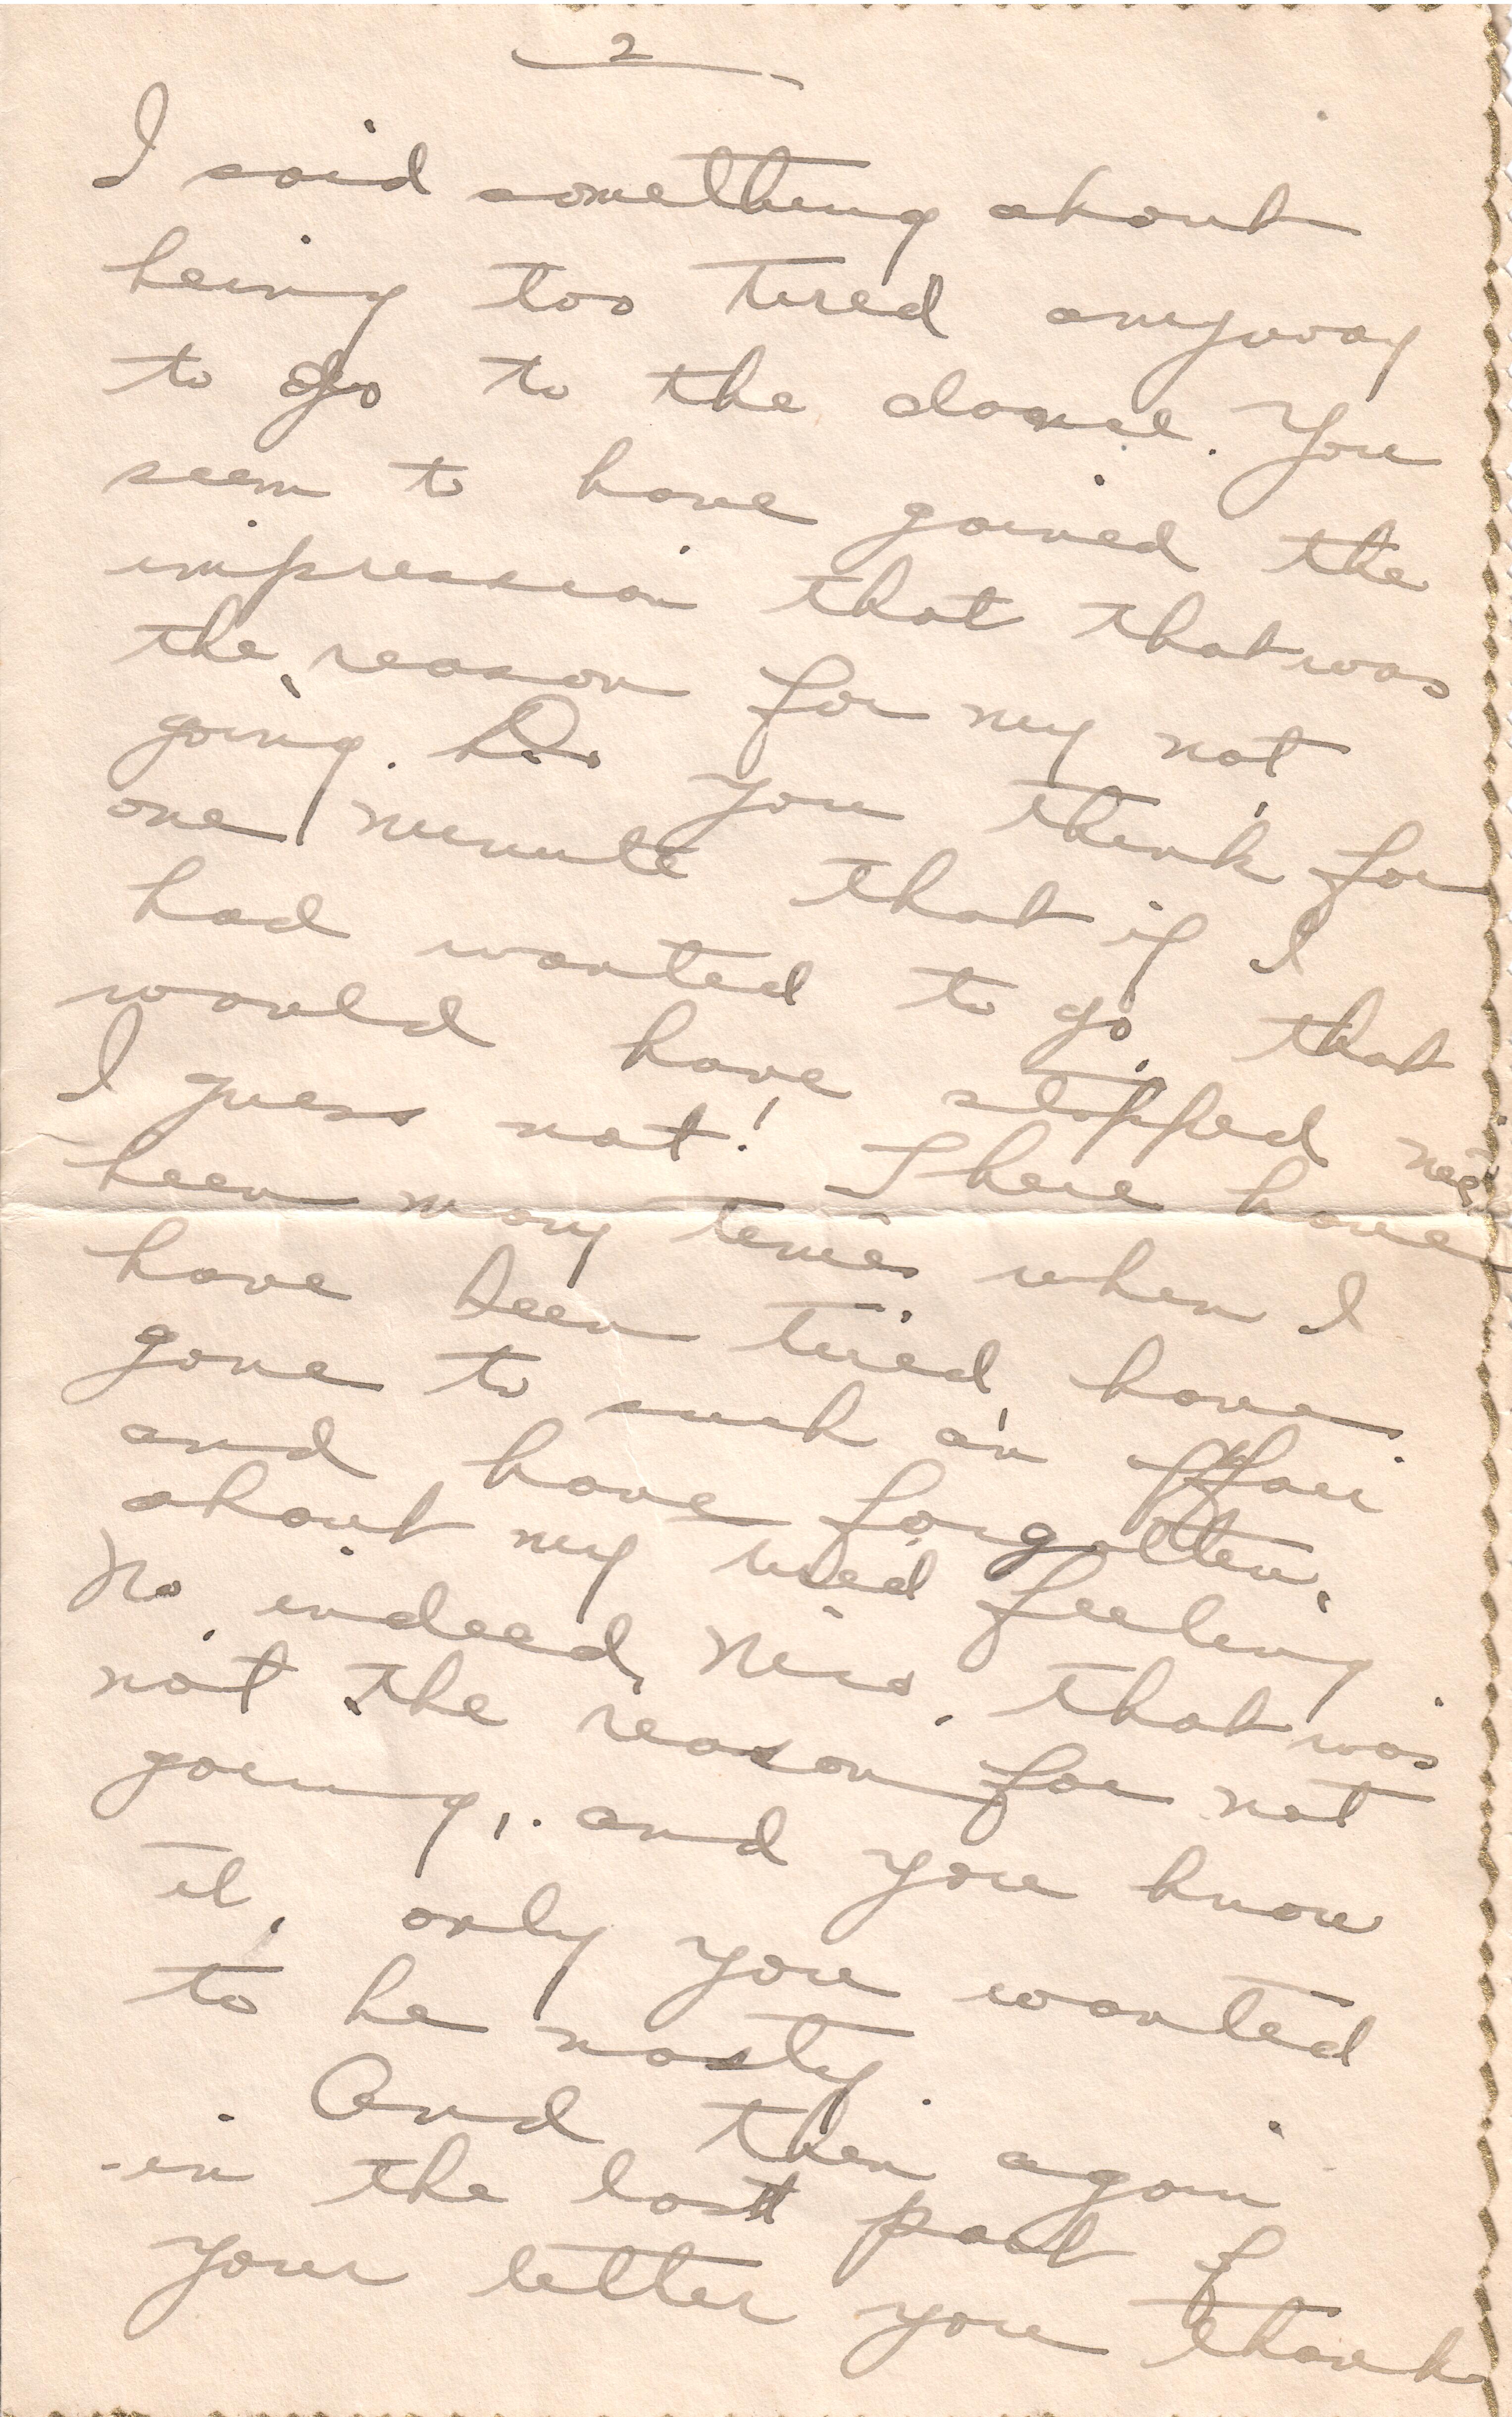 2
I said something about
being too tired anyway
to go to the dance. You
seem to have gained the
impression that that was
the reason for my not
going. Do you think for
one minute that if I
had wanted to go, that
would have stopped me?
I guess not! There have
been many times when I
have been tired, have
gone to such an affair
and have forgotten
about my tired feeling.
No indeed, that was
not the reason for not
going, and you know
it, only you wanted
to be nasty.
And then again
in the last part of
your letter you thank